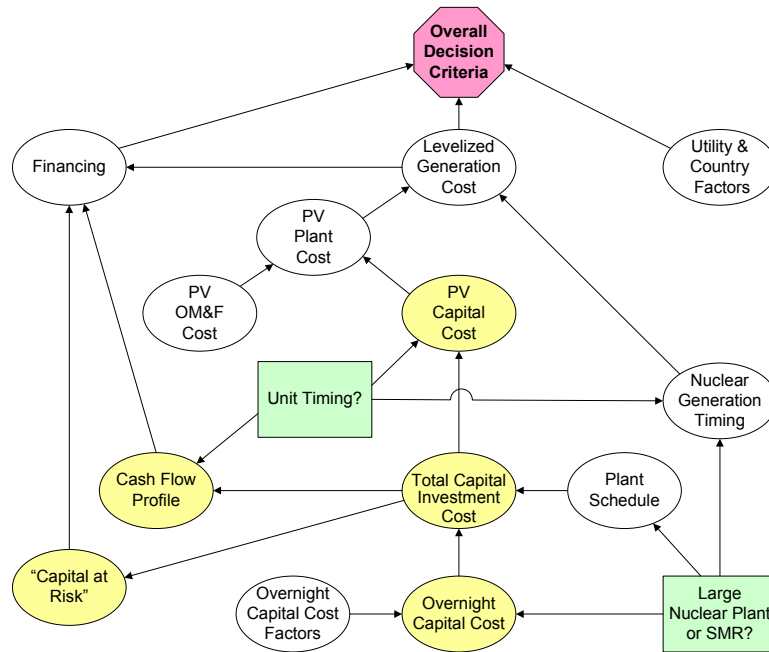 Overall
Decision
Criteria
Financing
Levelized
Generation
Cost
Utility &
Country
Factors
PV
Plant
Cost
PV
OM&F
Cost
PV
Capital
Cost
Unit Timing?
Nuclear
Generation
Timing
Cash Flow
Profile
Total Capital
Investment
Cost
Plant
Schedule
“Capital at
Risk”
Overnight
Capital Cost
Factors
Overnight
Capital Cost
Large
Nuclear Plant
or SMR?